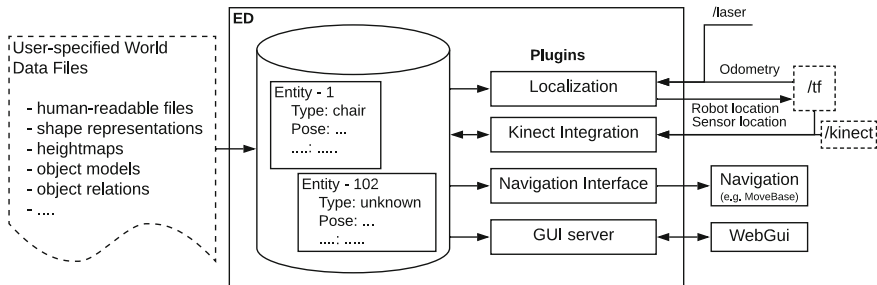 User-specified World
Data Files
- human-readable files
- shape representations
- heightmaps
- object models
- object relations
- ....
ED
Entity - 1
Type: chair
Pose: ...
....: .....
Entity - 102
Type: unknown
Pose: ...
....: .....
Plugins
Localization
Kinect Integration
Navigation Interface
GUI server
/laser
Odometry
/tf
Robot location
Sensor location
/kinect
Navigation
(e.g. MoveBase)
WebGui